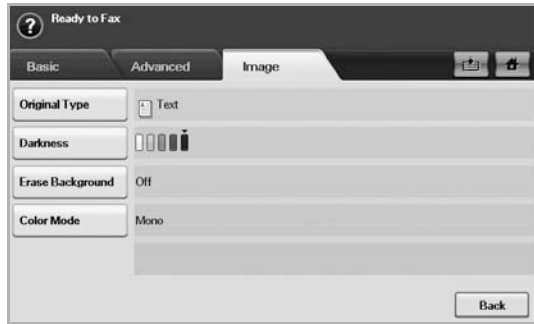 Ready to Fax
Basic Advanced Image
Original Type Text
Darkness
Erase Background Off
Color Mode Mono
Back